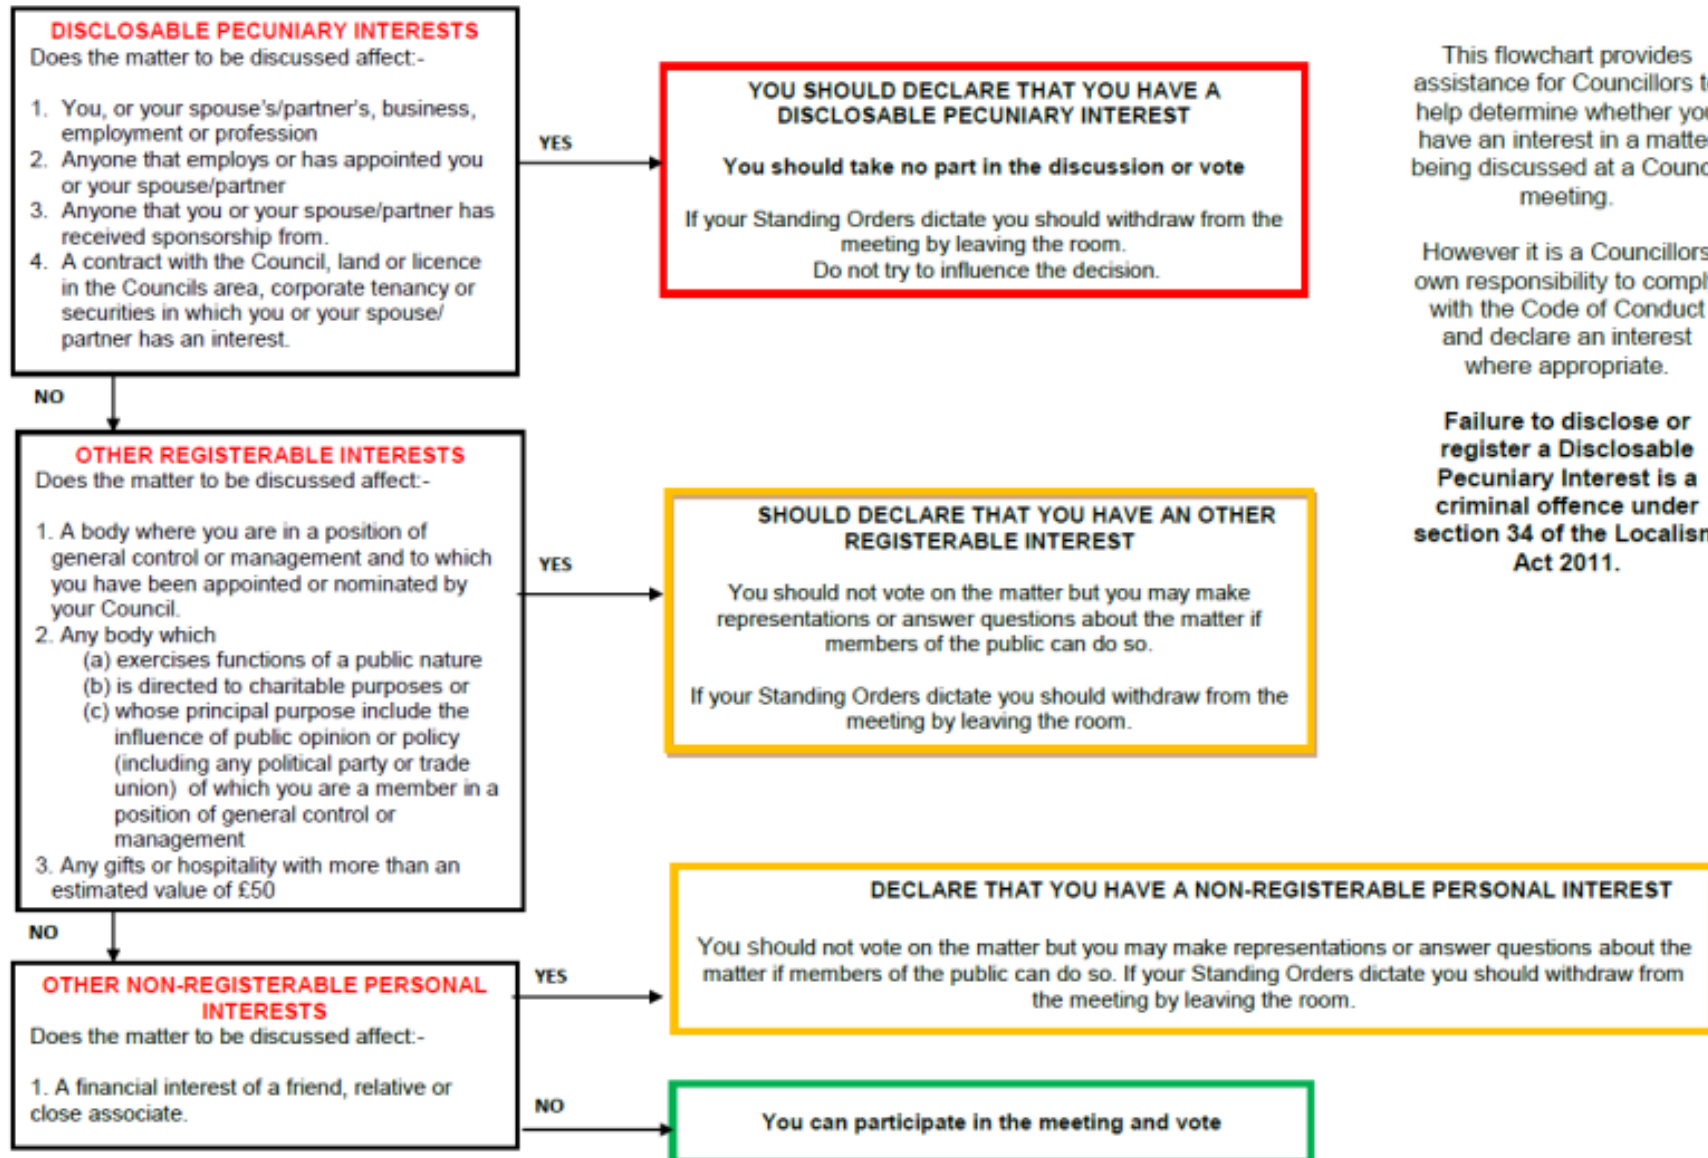 DISCLOSABLE PECUNIARY INTERESTS
Does the matter to be discussed affect:-
1. You, or your spouse's/partner's, business,
employment or profession
2. Anyone that employs or has appointed you
or your spouse/partner
3. Anyone that you or your spouse/partner has
received sponsorship from.
4. A contract with the Council, land or licence
in the Councils area, corporate tenancy or
securities in which you or your spouse/
partner has an interest.
YES
YOU SHOULD DECLARE THAT YOU HAVE A
DISCLOSABLE PECUNIARY INTEREST
You should take no part in the discussion or vote
If your Standing Orders dictate you should withdraw from the
meeting by leaving the room.
Do not try to influence the decision.
This flowchart provides
assistance for Councillors
help determine whether
have an interest in a
being discussed at a
meeting.
However it is a Councillors
own responsibility to
with the Code of Conduct
and declare an interest
where appropriate.
Failure to disclose or
register a Disclosable
Pecuniary Interest is a
criminal offence under
section 34 of the
Act 2011.
NO
OTHER REGISTERABLE INTERESTS
Does the matter to be discussed affect:-
1. A body where you are in a position of
general control or management and to which
you have been appointed or nominated by
your Council.
2. Any body which
(a) exercises functions of a public nature
(b) is directed to charitable purposes or
(c) whose principal purpose include the
influence of public opinion or policy
(including any political party or trade
union) of which you are a member in a
position of general control or
management
3. Any gifts or hospitality with more than an
estimated value of £50
YES
SHOULD DECLARE THAT YOU HAVE AN OTHER
REGISTERABLE INTEREST
You should not vote on the matter but you may make
representations or answer questions about the matter if
members of the public can do so.
If your Standing Orders dictate you should withdraw from the
meeting by leaving the room.
NO
OTHER NON-REGISTERABLE PERSONAL
INTERESTS
Does the matter to be discussed affect:-
1. A financial interest of a friend, relative or
close associate.
YES
DECLARE THAT YOU HAVE A NON-REGISTERABLE PERSONAL INTEREST
You should not vote on the matter but you may make representations or answer questions about the
matter if members of the public can do so. If your Standing Orders dictate you should withdraw from
the meeting by leaving the room.
NO
You can participate in the meeting and vote